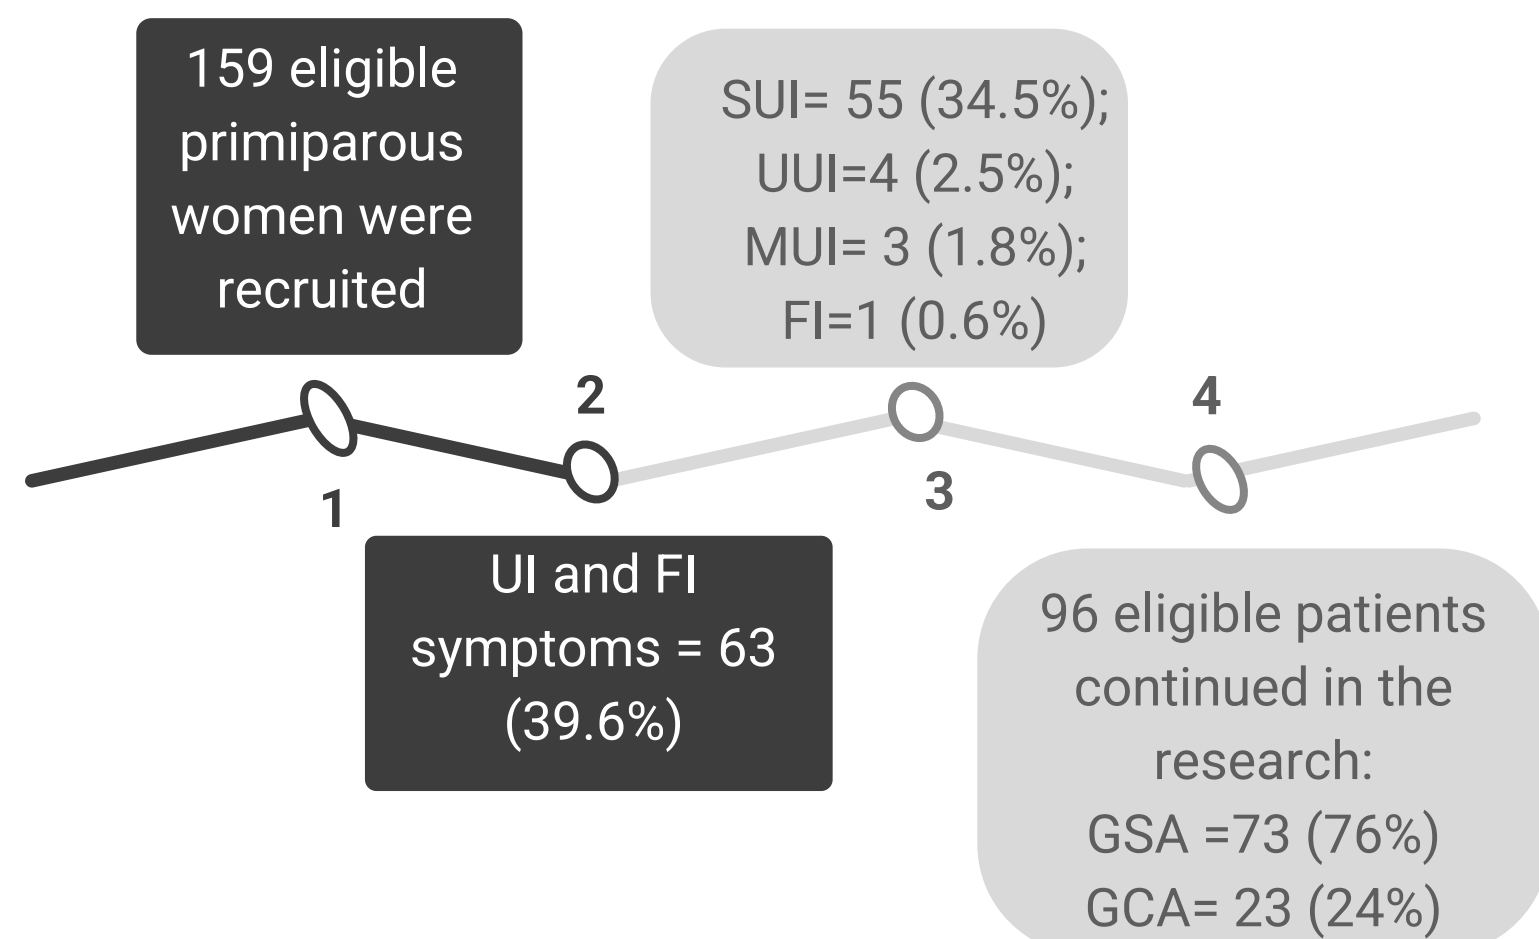 159 eligible
primiparous
women were
recruited
SUI= 55 (34.5%);
UUI=4 (2.5%);
MUI= 3 (1.8%);
FI=1 (0.6%)
2
4
1
3
UI and FI
symptoms = 63
(39.6%)
96 eligible patients
continued in the
research:
GSA =73 (76%)
GCA= 23 (24%)